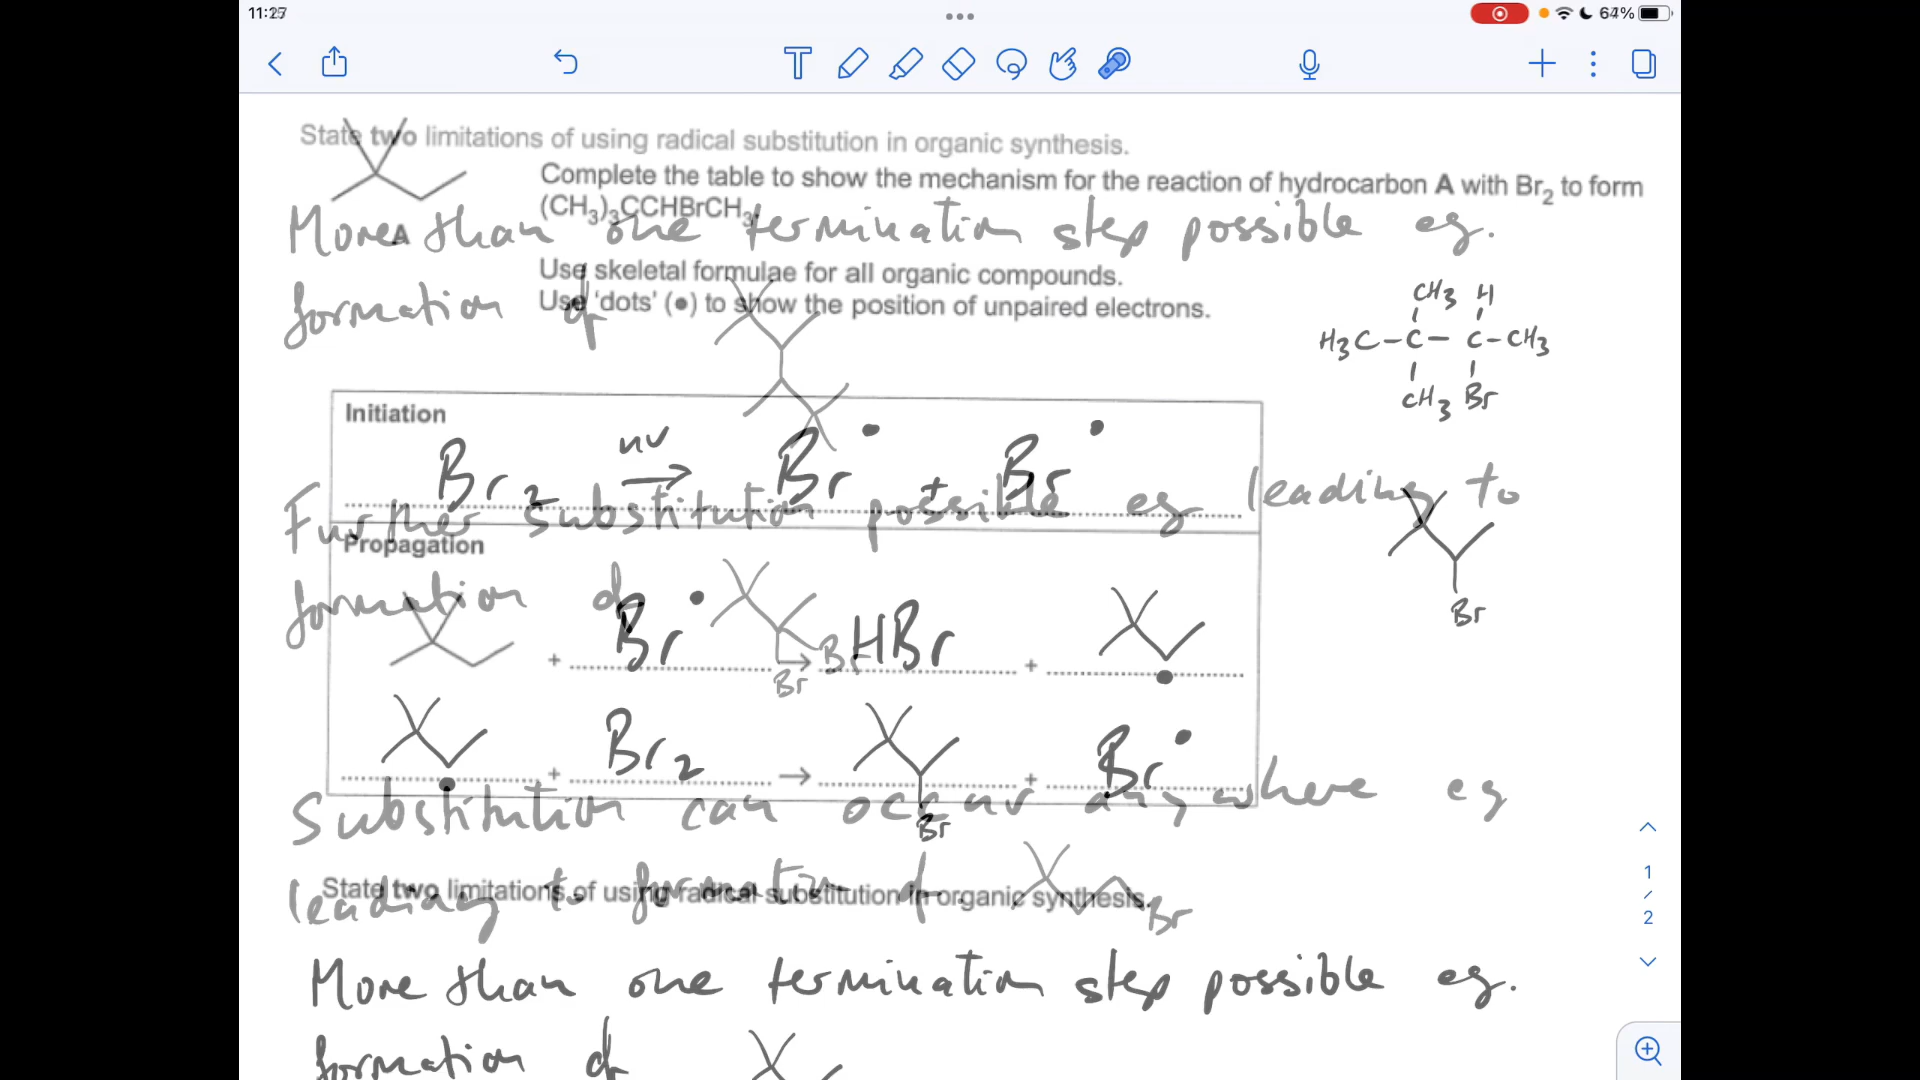 11:27
64%
State two limitations of using radical substitution in organic synthesis.
Complete the table to show the mechanism for the reaction of hydrocarbon A with Br₂ to form
(CH₃)₃CCHBrCH₃.
A
More than one termination step possible eg.
Use skeletal formulae for all organic compounds.
Use 'dots' (●) to show the position of unpaired electrons.
formation of
CH₃ H
H₃C-C-C-CH₃
CH₃ Br
Initiation
Br₂ uv → Br• + Br•
Further substitution possible eg leading to
Propagation
formation of
Br
Br
Br
+ Br• → HBr +
+ Br₂ → + Br•
Br
Substitution can occur anywhere eg
leading to formation of
Br
State two limitations of using radical substitution in organic synthesis.
More than one termination step possible eg.
formation of
1
/
2